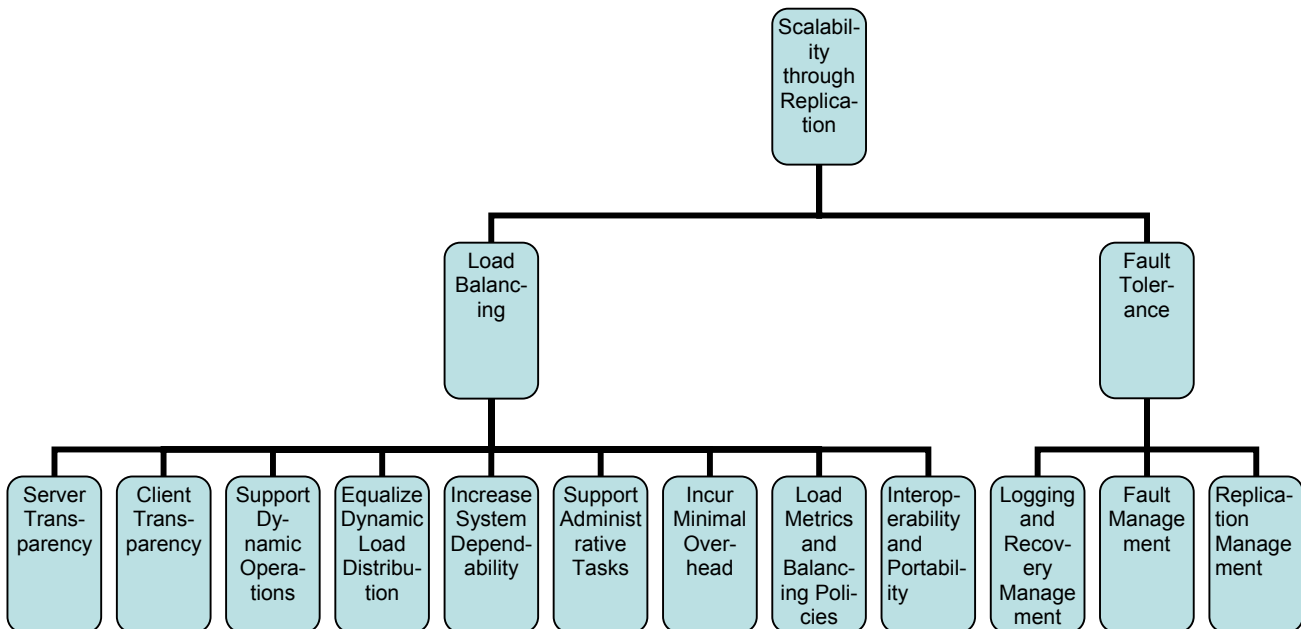 Scalabil-
ity
through
Replica-
tion
Load
Balanc-
ing
Fault
Toler-
ance
Server
Trans-
parency
Client
Trans-
parency
Support
Dy-
namic
Opera-
tions
Equalize
Dynamic
Load
Distribu-
tion
Increase
System
Depend-
ability
Support
Administ
rative
Tasks
Incur
Minimal
Over-
head
Load
Metrics
and
Balanc-
ing Poli-
cies
Interop-
erability
and
Portabil-
ity
Logging
and
Recov-
ery
Manage
ment
Fault
Manage
ment
Replica-
tion
Manage
ment